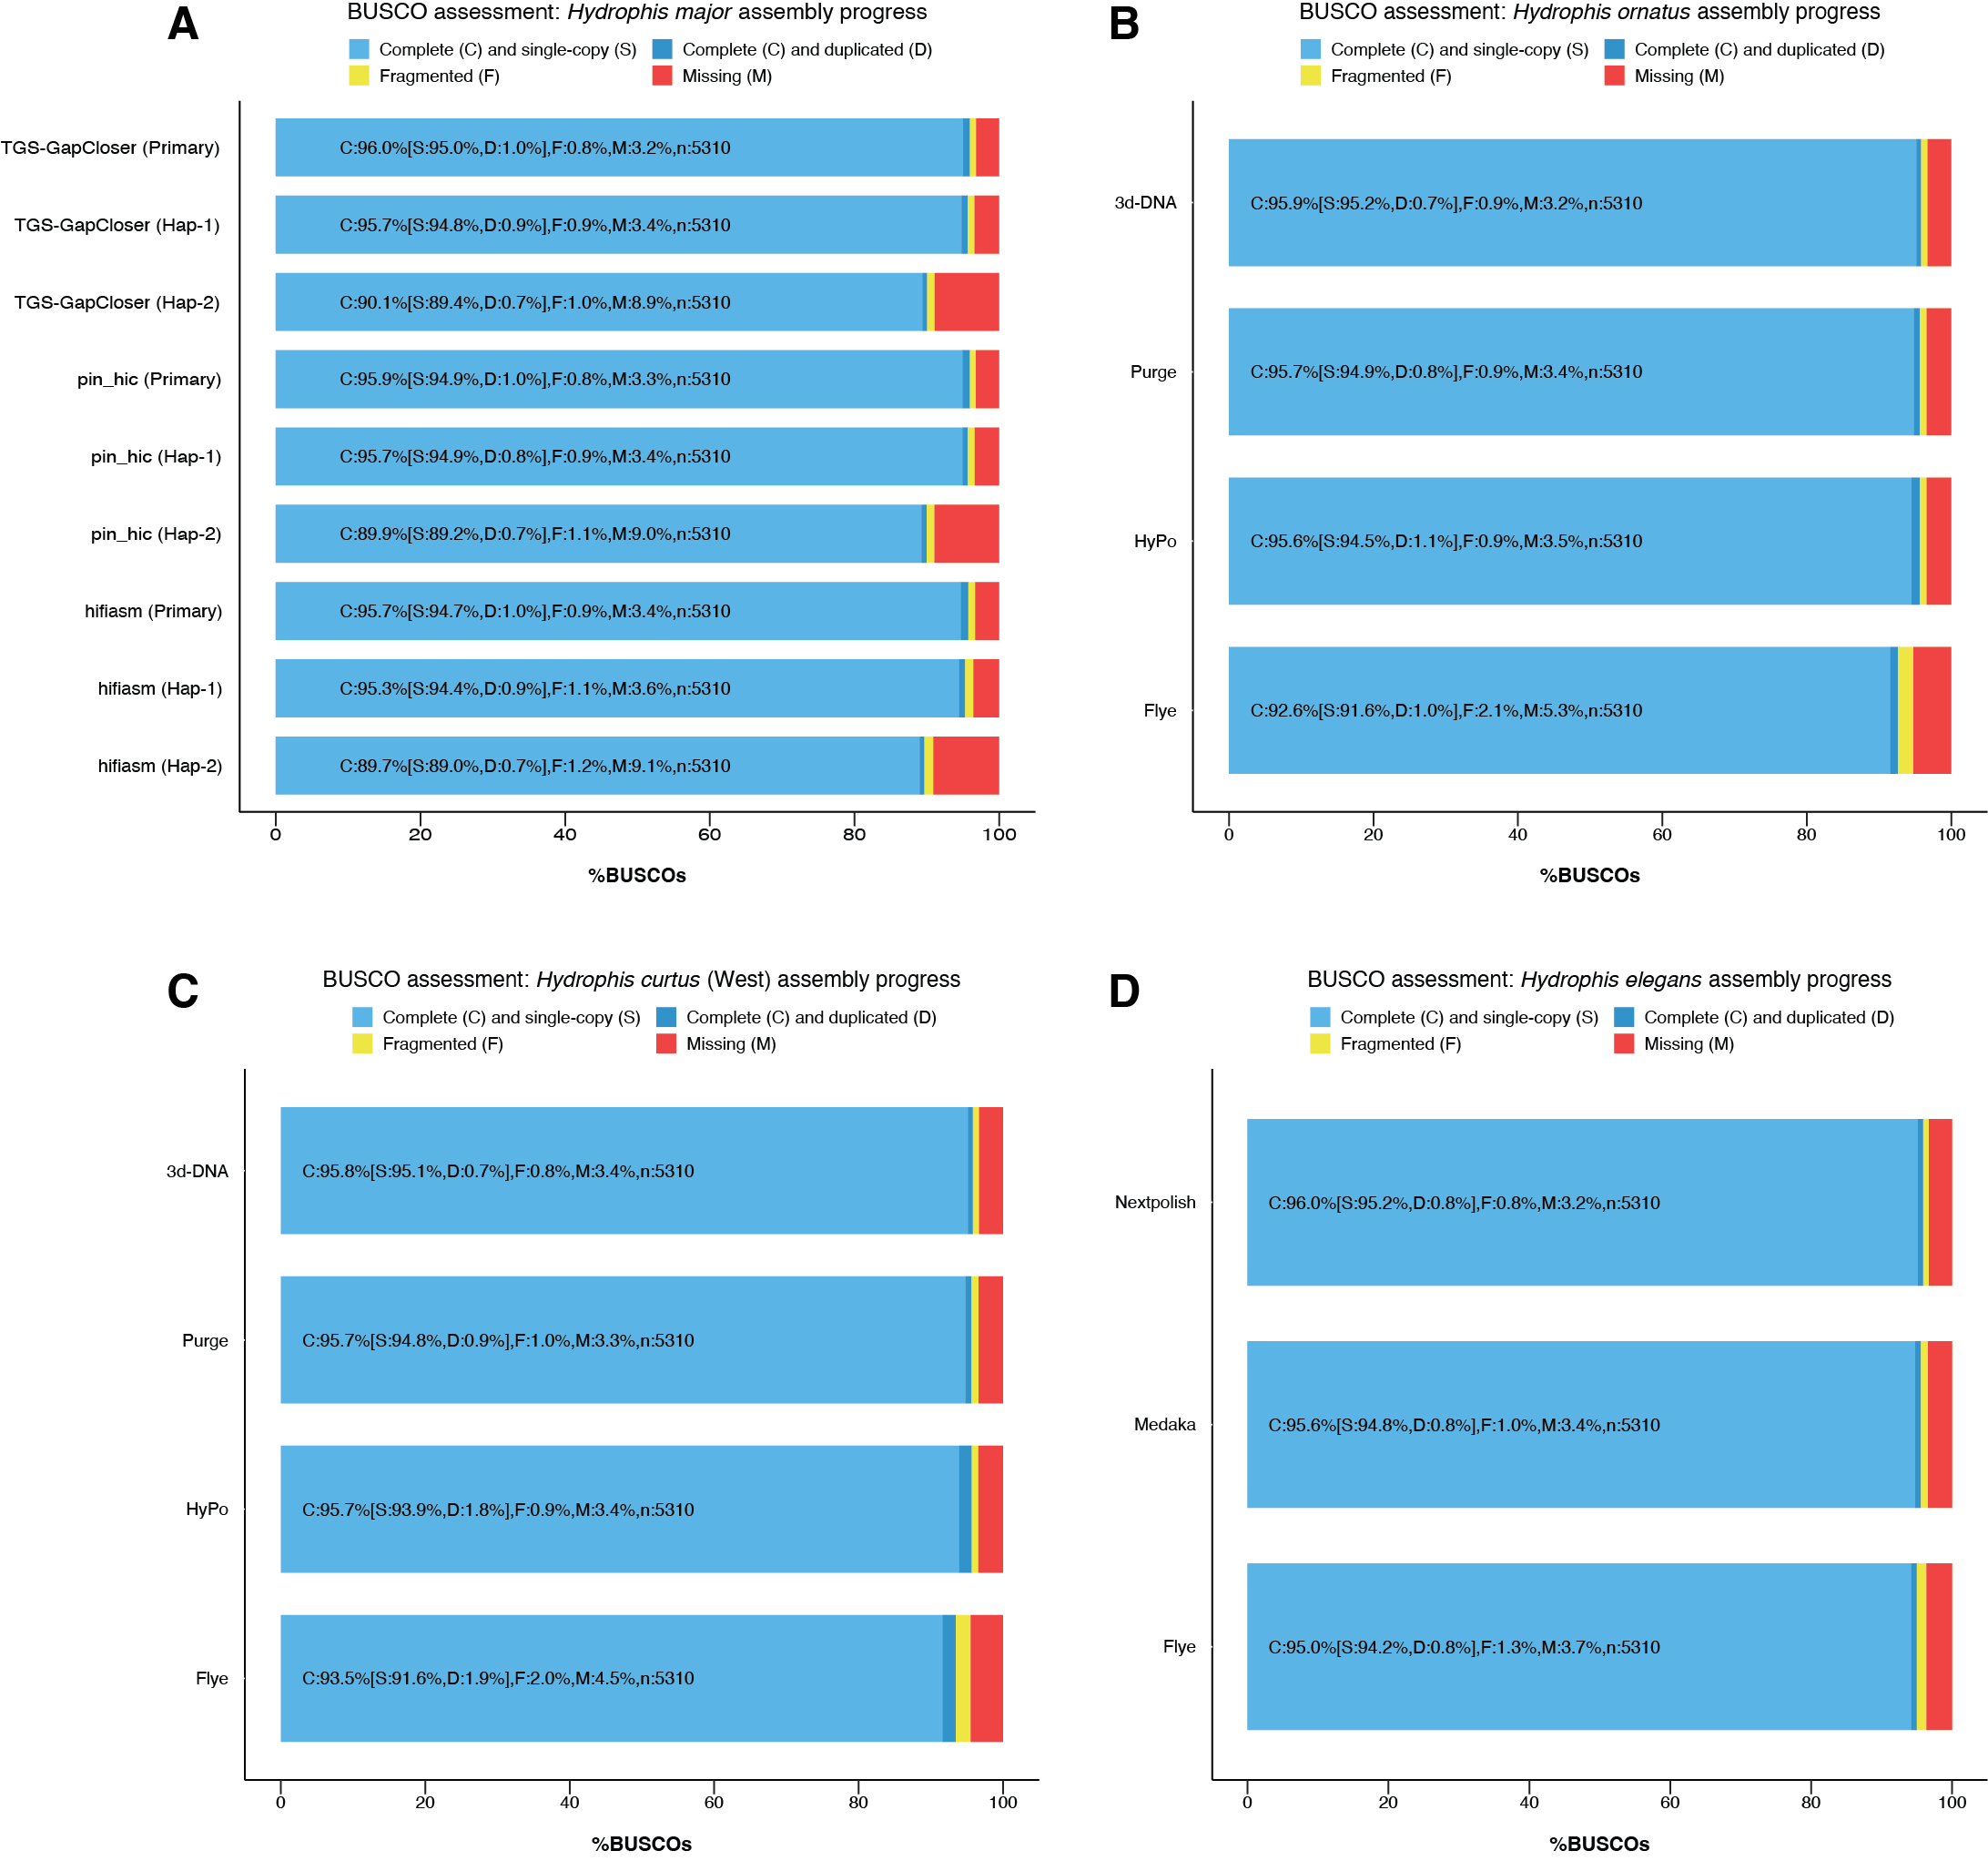 A
BUSCO assessment: Hydrophis major assembly progress
Complete (C) and single-copy (S)
Complete (C) and duplicated (D)
Fragmented (F)
Missing (M)
TGS-GapCloser (Primary)
C:96.0%[S:95.0%,D:1.0%],F:0.8%,M:3.2%,n:5310
TGS-GapCloser (Hap-1)
C:95.7%[S:94.8%,D:0.9%],F:0.9%,M:3.4%,n:5310
TGS-GapCloser (Hap-2)
C:90.1%[S:89.4%,D:0.7%],F:1.0%,M:8.9%,n:5310
pin_hic (Primary)
C:95.9%[S:94.9%,D:1.0%],F:0.8%,M:3.3%,n:5310
pin_hic (Hap-1)
C:95.7%[S:94.9%,D:0.8%],F:0.9%,M:3.4%,n:5310
pin_hic (Hap-2)
C:89.9%[S:89.2%,D:0.7%],F:1.1%,M:9.0%,n:5310
hifiasm (Primary)
C:95.7%[S:94.7%,D:1.0%],F:0.9%,M:3.4%,n:5310
hifiasm (Hap-1)
C:95.3%[S:94.4%,D:0.9%],F:1.1%,M:3.6%,n:5310
hifiasm (Hap-2)
C:89.7%[S:89.0%,D:0.7%],F:1.2%,M:9.1%,n:5310
0 20 40 60 80 100
%BUSCOs
B
BUSCO assessment: Hydrophis ornatus assembly progress
Complete (C) and single-copy (S)
Complete (C) and duplicated (D)
Fragmented (F)
Missing (M)
3d-DNA
C:95.9%[S:95.2%,D:0.7%],F:0.9%,M:3.2%,n:5310
Purge
C:95.7%[S:94.9%,D:0.8%],F:0.9%,M:3.4%,n:5310
HyPo
C:95.6%[S:94.5%,D:1.1%],F:0.9%,M:3.5%,n:5310
Flye
C:92.6%[S:91.6%,D:1.0%],F:2.1%,M:5.3%,n:5310
0 20 40 60 80 100
%BUSCOs
C
BUSCO assessment: Hydrophis curtus (West) assembly progress
Complete (C) and single-copy (S)
Complete (C) and duplicated (D)
Fragmented (F)
Missing (M)
3d-DNA
C:95.8%[S:95.1%,D:0.7%],F:0.8%,M:3.4%,n:5310
Purge
C:95.7%[S:94.8%,D:0.9%],F:1.0%,M:3.3%,n:5310
HyPo
C:95.7%[S:93.9%,D:1.8%],F:0.9%,M:3.4%,n:5310
Flye
C:93.5%[S:91.6%,D:1.9%],F:2.0%,M:4.5%,n:5310
0 20 40 60 80 100
%BUSCOs
D
BUSCO assessment: Hydrophis elegans assembly progress
Complete (C) and single-copy (S)
Complete (C) and duplicated (D)
Fragmented (F)
Missing (M)
Nextpolish
C:96.0%[S:95.2%,D:0.8%],F:0.8%,M:3.2%,n:5310
Medaka
C:95.6%[S:94.8%,D:0.8%],F:1.0%,M:3.4%,n:5310
Flye
C:95.0%[S:94.2%,D:0.8%],F:1.3%,M:3.7%,n:5310
0 20 40 60 80 100
%BUSCOs